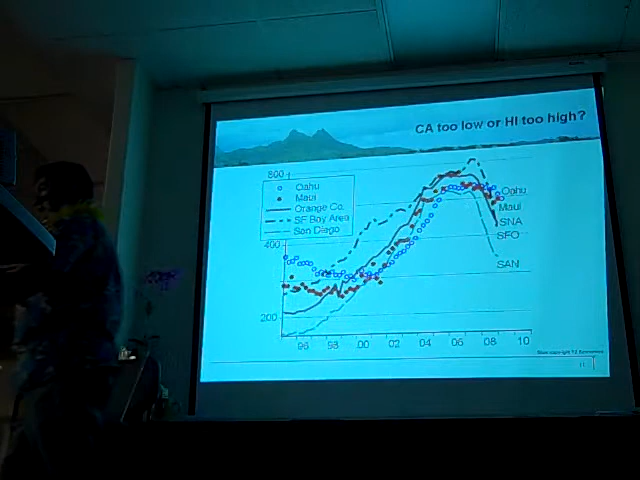 CA too low or HI too high?
800
Oahu
Maui
Orange Co.
SF Bay Area
San Diego
400
200
Oahu
Maui
SNA
SFO
SAN
96 98 00 02 04 06 08 10
11